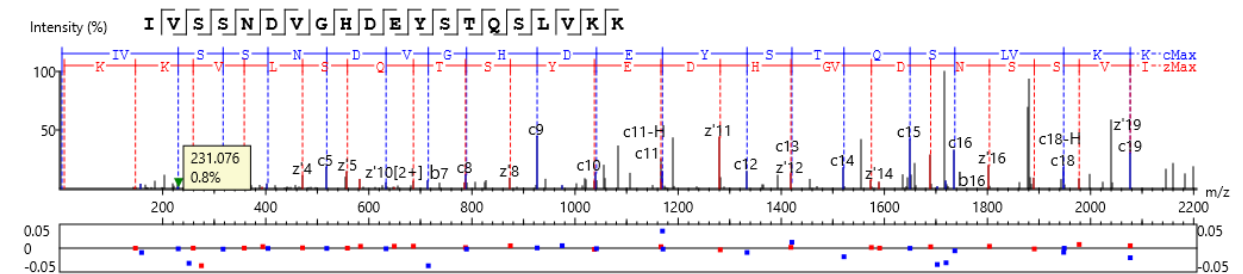 Intensity (%)
I V S S N D V G H D E Y S T Q S L V K K
IV S S N D V G H D E Y S T Q S LV K K cMax
K K V L S Q T S Y E D H GV D N S S V I zMax
100
50
231.076
0.8%
z'4 c5 z'5 z'10[2+] b7 c8 z'8 c9 c10 c11-H c11 z'11 c12 c13 z'12 c14 z'14 c15 c16 b16 z'16 c18-H c18 z'19 c19
200 400 600 800 1000 1200 1400 1600 1800 2000 2200 m/z
0.05 0.05
0
-0.05 -0.05